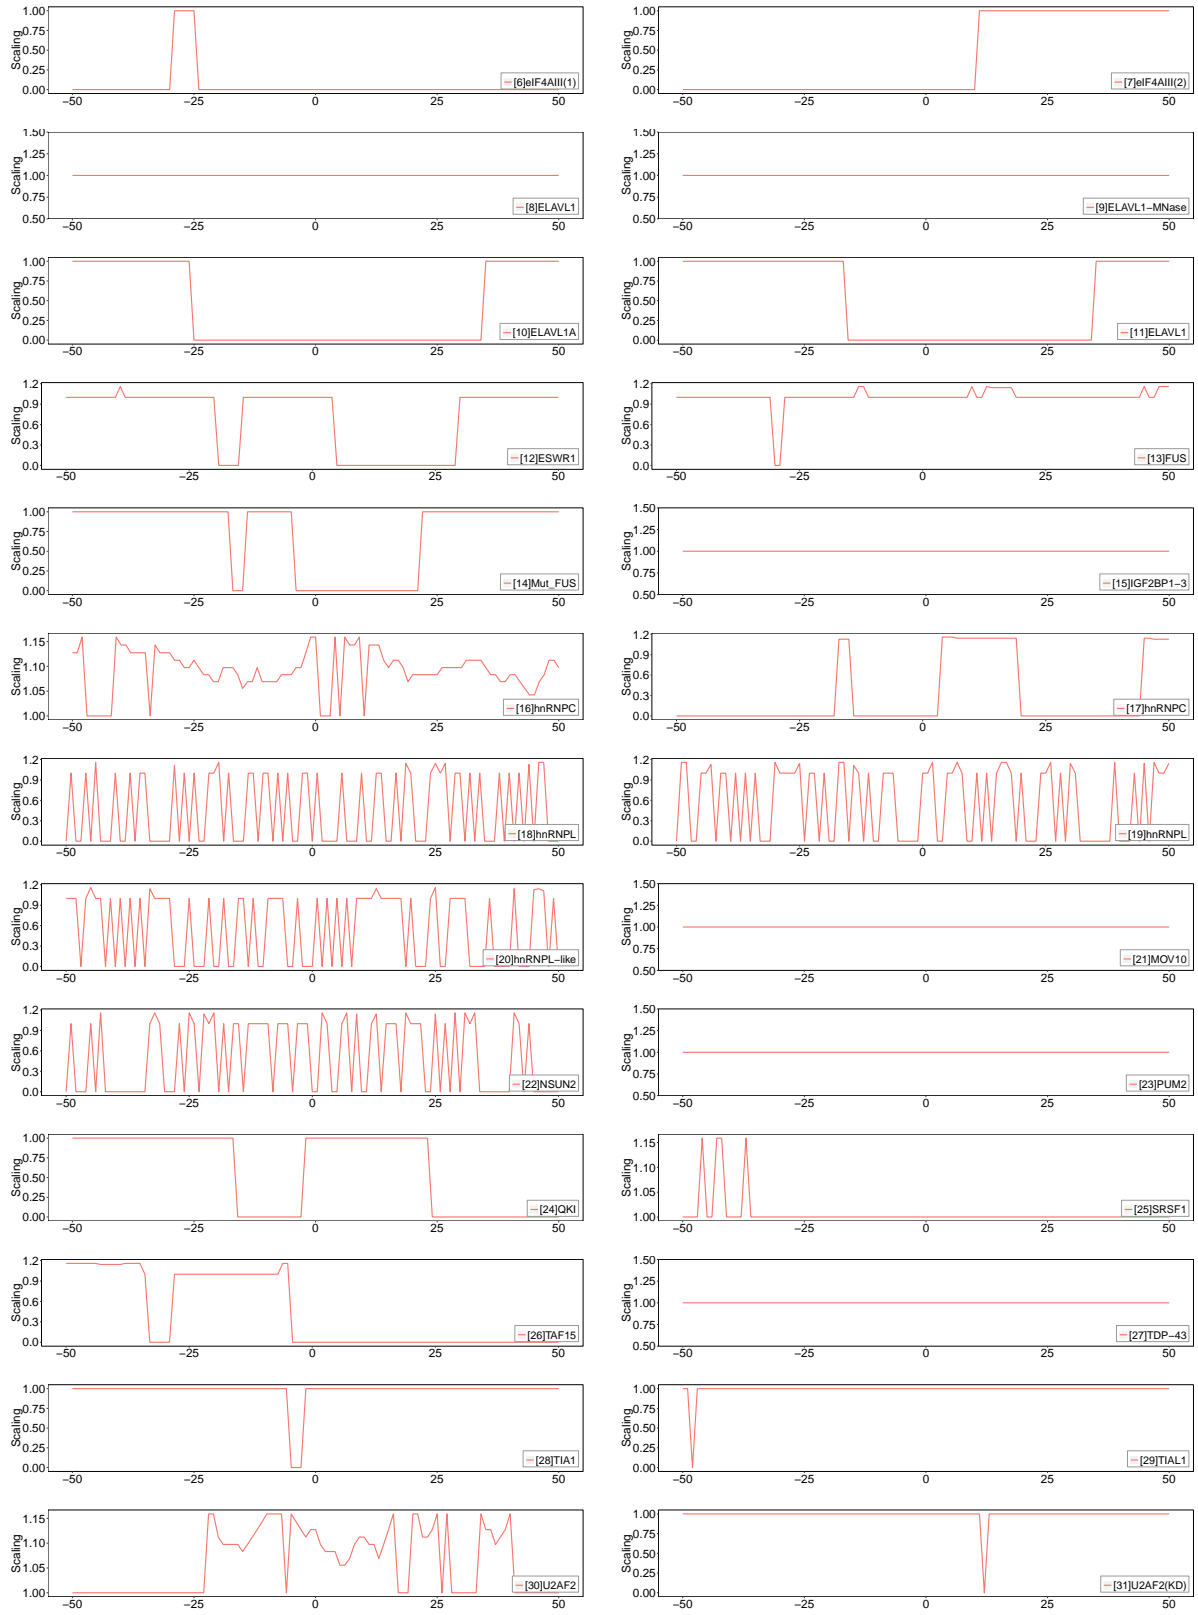 Scaling
1.00
0.75
0.50
0.25
0.00
[6]eIF4AIII(1)
−50 −25 0 25 50
Scaling
1.00
0.75
0.50
0.25
0.00
[7]eIF4AIII(2)
−50 −25 0 25 50
Scaling
1.50
1.25
1.00
0.75
0.50
[8]ELAVL1
−50 −25 0 25 50
Scaling
1.50
1.25
1.00
0.75
0.50
[9]ELAVL1−MNase
−50 −25 0 25 50
Scaling
1.00
0.75
0.50
0.25
0.00
[10]ELAVL1A
−50 −25 0 25 50
Scaling
1.00
0.75
0.50
0.25
0.00
[11]ELAVL1
−50 −25 0 25 50
Scaling
1.2
0.9
0.6
0.3
0.0
[12]ESWR1
−50 −25 0 25 50
Scaling
1.2
0.9
0.6
0.3
0.0
[13]FUS
−50 −25 0 25 50
Scaling
1.00
0.75
0.50
0.25
0.00
[14]Mut_FUS
−50 −25 0 25 50
Scaling
1.50
1.25
1.00
0.75
0.50
[15]IGF2BP1−3
−50 −25 0 25 50
Scaling
1.15
1.10
1.05
1.00
[16]hnRNPC
−50 −25 0 25 50
Scaling
1.2
0.9
0.6
0.3
0.0
[17]hnRNPC
−50 −25 0 25 50
Scaling
1.2
0.9
0.6
0.3
0.0
[18]hnRNPL
−50 −25 0 25 50
Scaling
1.2
0.9
0.6
0.3
0.0
[19]hnRNPL
−50 −25 0 25 50
Scaling
1.2
0.9
0.6
0.3
0.0
[20]hnRNPL−like
−50 −25 0 25 50
Scaling
1.50
1.25
1.00
0.75
0.50
[21]MOV10
−50 −25 0 25 50
Scaling
1.2
0.9
0.6
0.3
0.0
[22]NSUN2
−50 −25 0 25 50
Scaling
1.50
1.25
1.00
0.75
0.50
[23]PUM2
−50 −25 0 25 50
Scaling
1.00
0.75
0.50
0.25
0.00
[24]QKI
−50 −25 0 25 50
Scaling
1.15
1.10
1.05
1.00
[25]SRSF1
−50 −25 0 25 50
Scaling
1.2
0.9
0.6
0.3
0.0
[26]TAF15
−50 −25 0 25 50
Scaling
1.50
1.25
1.00
0.75
0.50
[27]TDP−43
−50 −25 0 25 50
Scaling
1.00
0.75
0.50
0.25
0.00
[28]TIA1
−50 −25 0 25 50
Scaling
1.00
0.75
0.50
0.25
0.00
[29]TIAL1
−50 −25 0 25 50
Scaling
1.15
1.10
1.05
1.00
[30]U2AF2
−50 −25 0 25 50
Scaling
1.00
0.75
0.50
0.25
0.00
[31]U2AF2(KD)
−50 −25 0 25 50